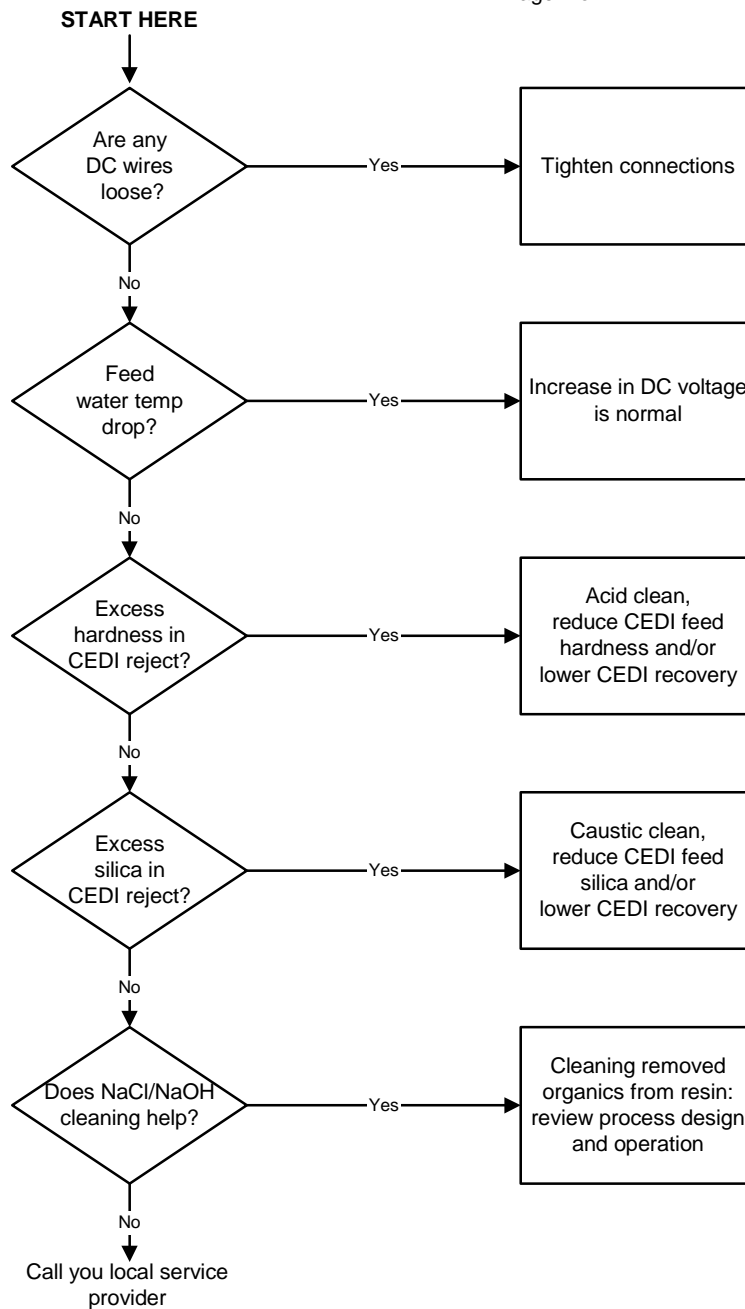 START HERE
Are any
DC wires
loose?
Yes
Tighten connections
No
Feed
water temp
drop?
Yes
Increase in DC voltage
is normal
No
Excess
hardness in
CEDI reject?
Yes
Acid clean,
reduce CEDI feed
hardness and/or
lower CEDI recovery
No
Excess
silica in
CEDI reject?
Yes
Caustic clean,
reduce CEDI feed
silica and/or
lower CEDI recovery
No
Does NaCl/NaOH
cleaning help?
Yes
Cleaning removed
organics from resin:
review process design
and operation
No
Call you local service
provider